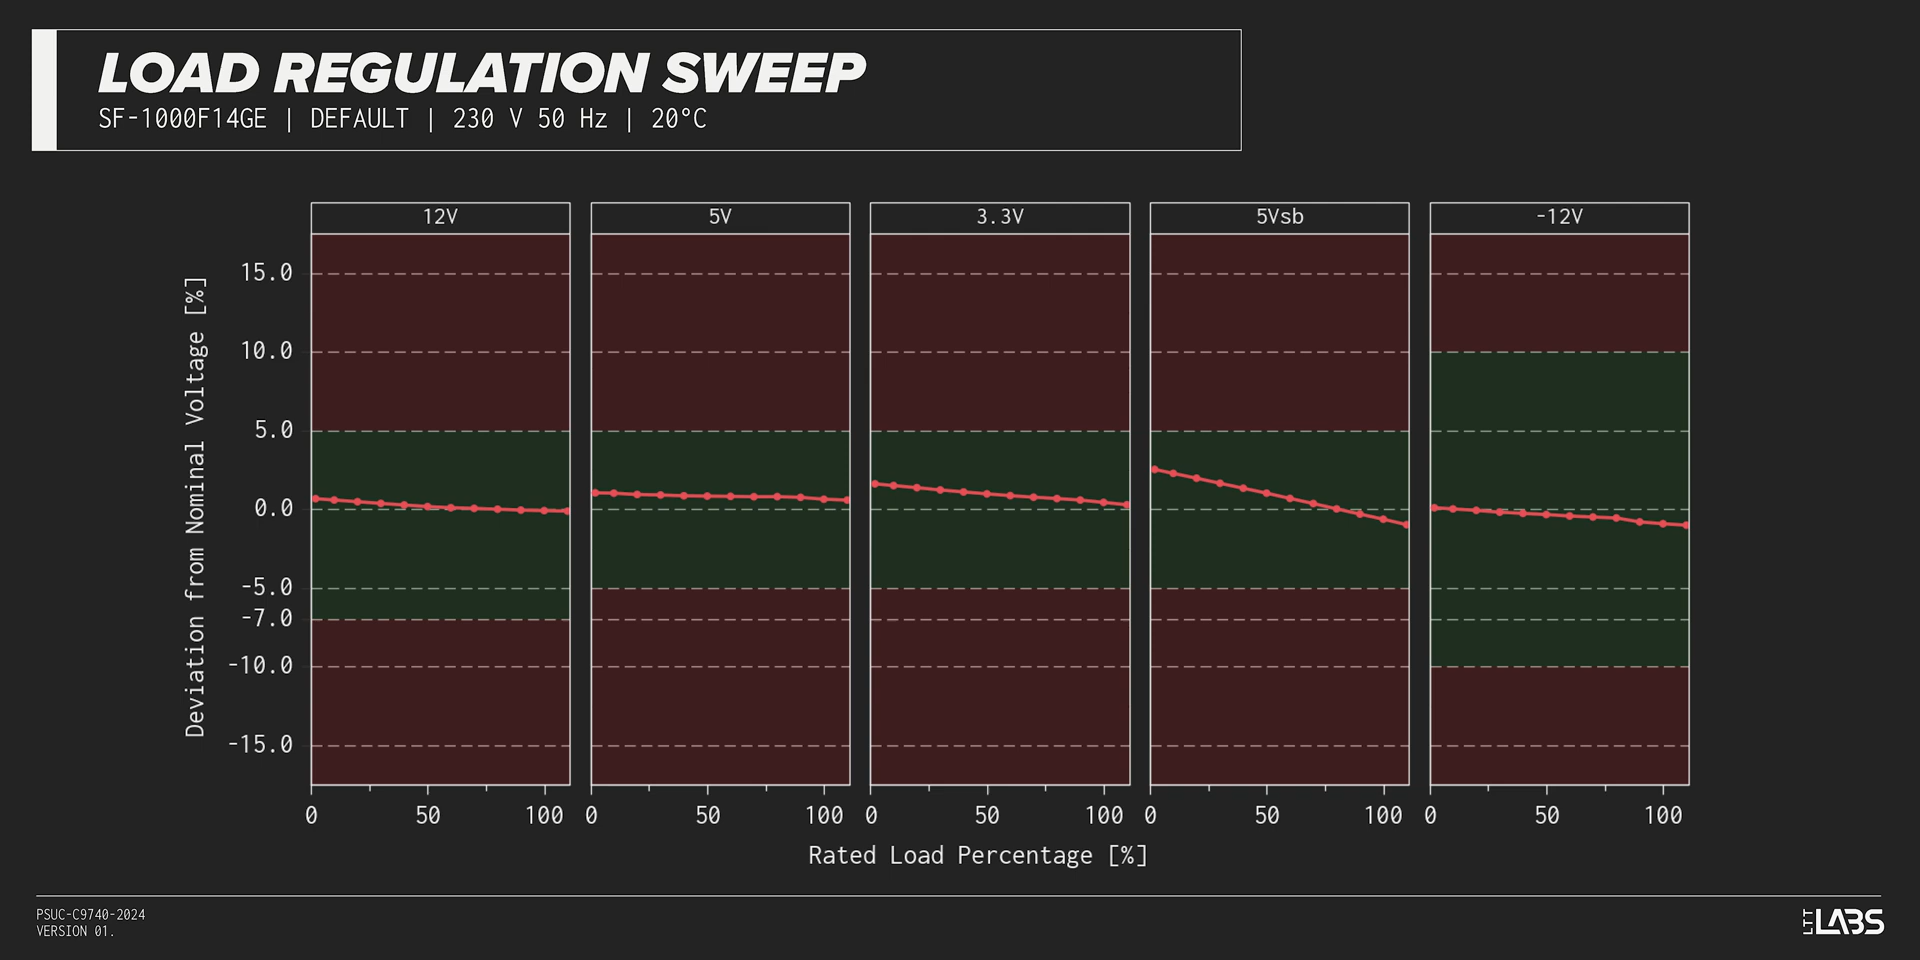 LOAD REGULATION SWEEP
SF-1000F14GE | DEFAULT | 230 V 50 Hz | 20°C
12V
5V
3.3V
5Vsb
-12V
Deviation from Nominal Voltage [%]
15.0
10.0
5.0
0.0
-5.0
-7.0
-10.0
-15.0
0 50 100
0 50 100
0 50 100
0 50 100
0 50 100
Rated Load Percentage [%]
PSUC-C9740-2024
VERSION 01.
LTT LABS